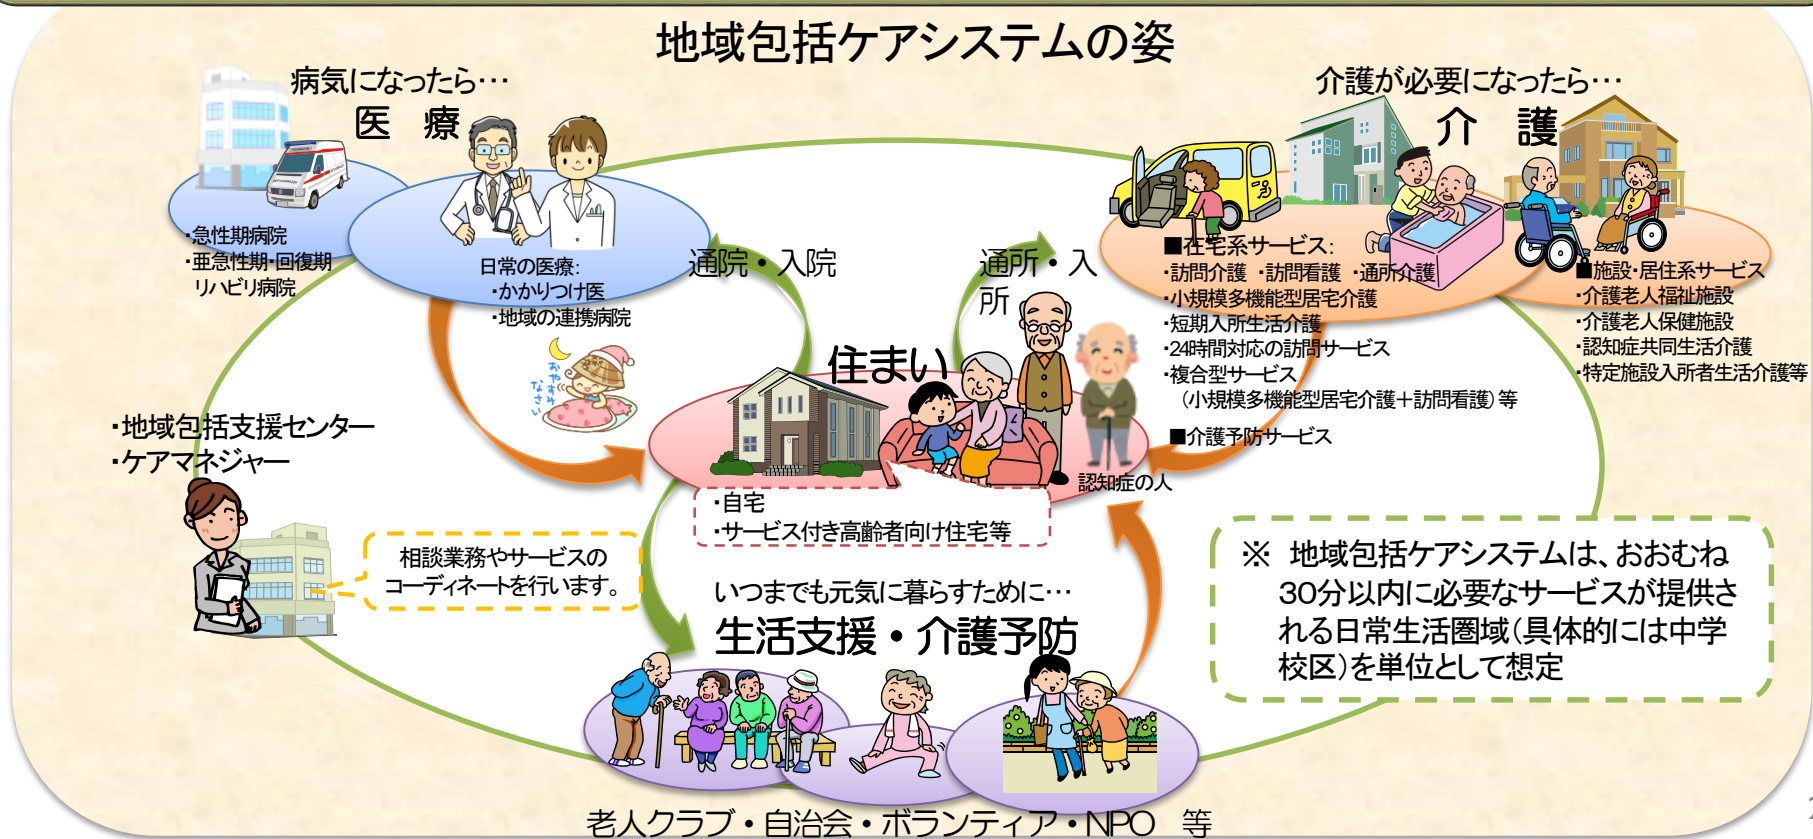 地域包括ケアシステムの姿
病気になったら…
医　療
・急性期病院
・亜急性期・回復期
リハビリ病院
日常の医療：
・かかりつけ医
・地域の連携病院
通院・入院
通所・入
所
介護が必要になったら…
介　護
■在宅系サービス：
・訪問介護 ・訪問看護 ・通所介護
・小規模多機能型居宅介護
・短期入所生活介護
・24時間対応の訪問サービス
・複合型サービス
（小規模多機能型居宅介護＋訪問看護）等
■介護予防サービス
■施設・居住系サービス
・介護老人福祉施設
・介護老人保健施設
・認知症共同生活介護
・特定施設入所者生活介護等
住まい
おやすみ
なさい
認知症の人
・自宅
・サービス付き高齢者向け住宅等
・地域包括支援センター
・ケアマネジャー
相談業務やサービスの
コーディネートを行います。
いつまでも元気に暮らすために…
生活支援・介護予防
老人クラブ・自治会・ボランティア・NPO　等
※ 地域包括ケアシステムは、おおむね
30分以内に必要なサービスが提供さ
れる日常生活圏域（具体的には中学
校区）を単位として想定